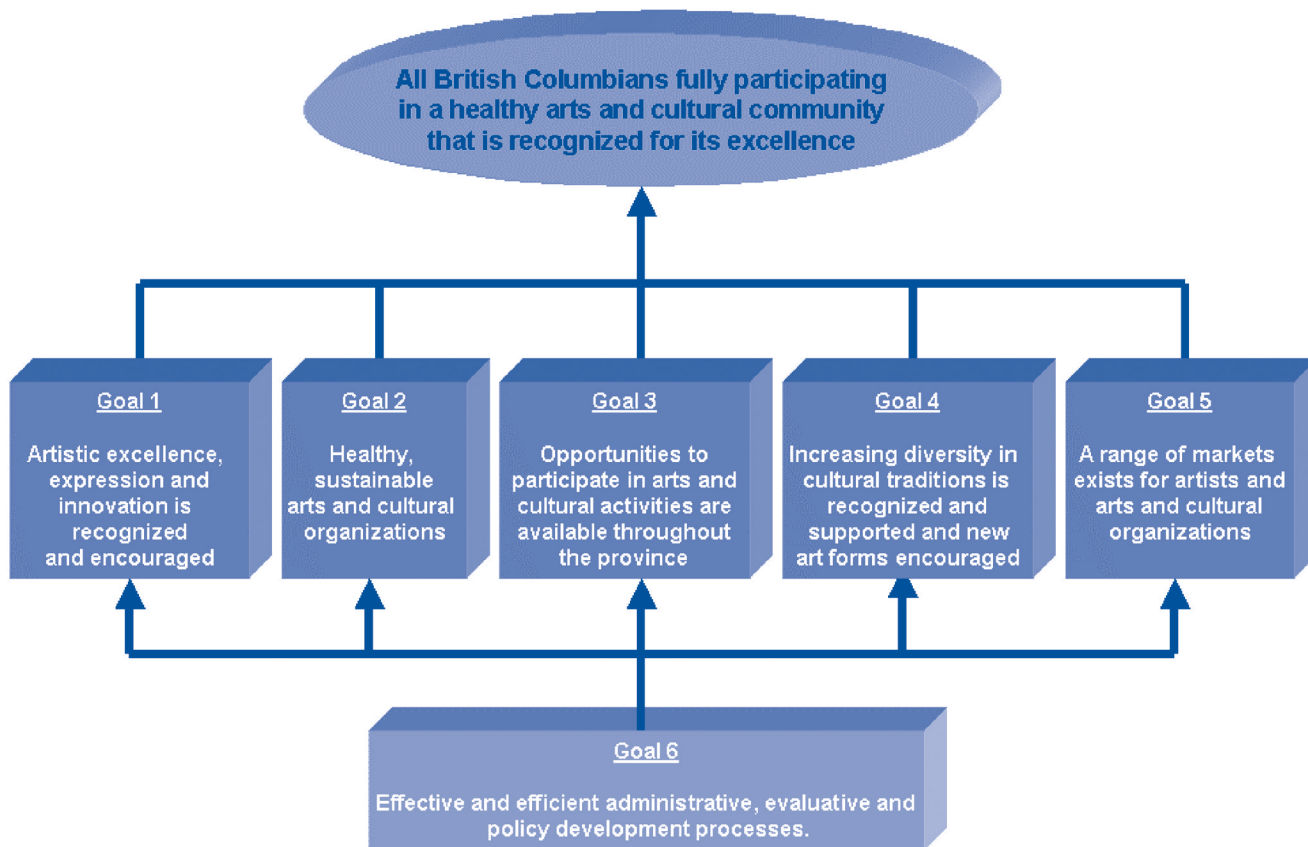 All British Columbians fully participating
in a healthy arts and cultural community
that is recognized for its excellence
Goal 1
Artistic excellence,
expression and
innovation is
recognized
and encouraged
Goal 2
Healthy,
sustainable
arts and cultural
organizations
Goal 3
Opportunities to
participate in arts and
cultural activities are
available throughout
the province
Goal 4
Increasing diversity in
cultural traditions is
recognized and
supported and new
art forms encouraged
Goal 5
A range of markets
exists for artists and
arts and cultural
organizations
Goal 6
Effective and efficient administrative, evaluative and
policy development processes.